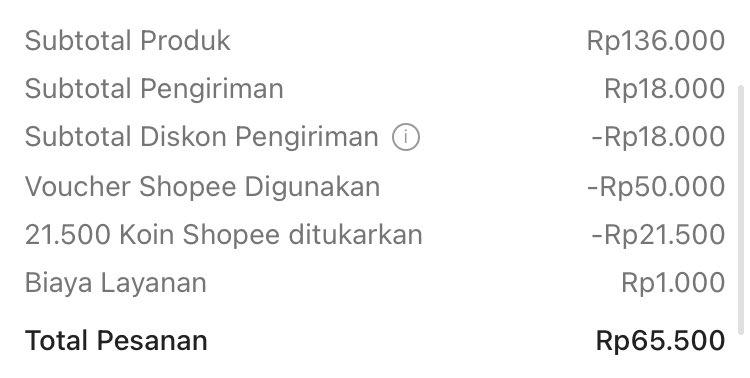 Subtotal Produk Rp136.000
Subtotal Pengiriman Rp18.000
Subtotal Diskon Pengiriman -Rp18.000
Voucher Shopee Digunakan -Rp50.000
21.500 Koin Shopee ditukarkan -Rp21.500
Biaya Layanan Rp1.000
Total Pesanan Rp65.500